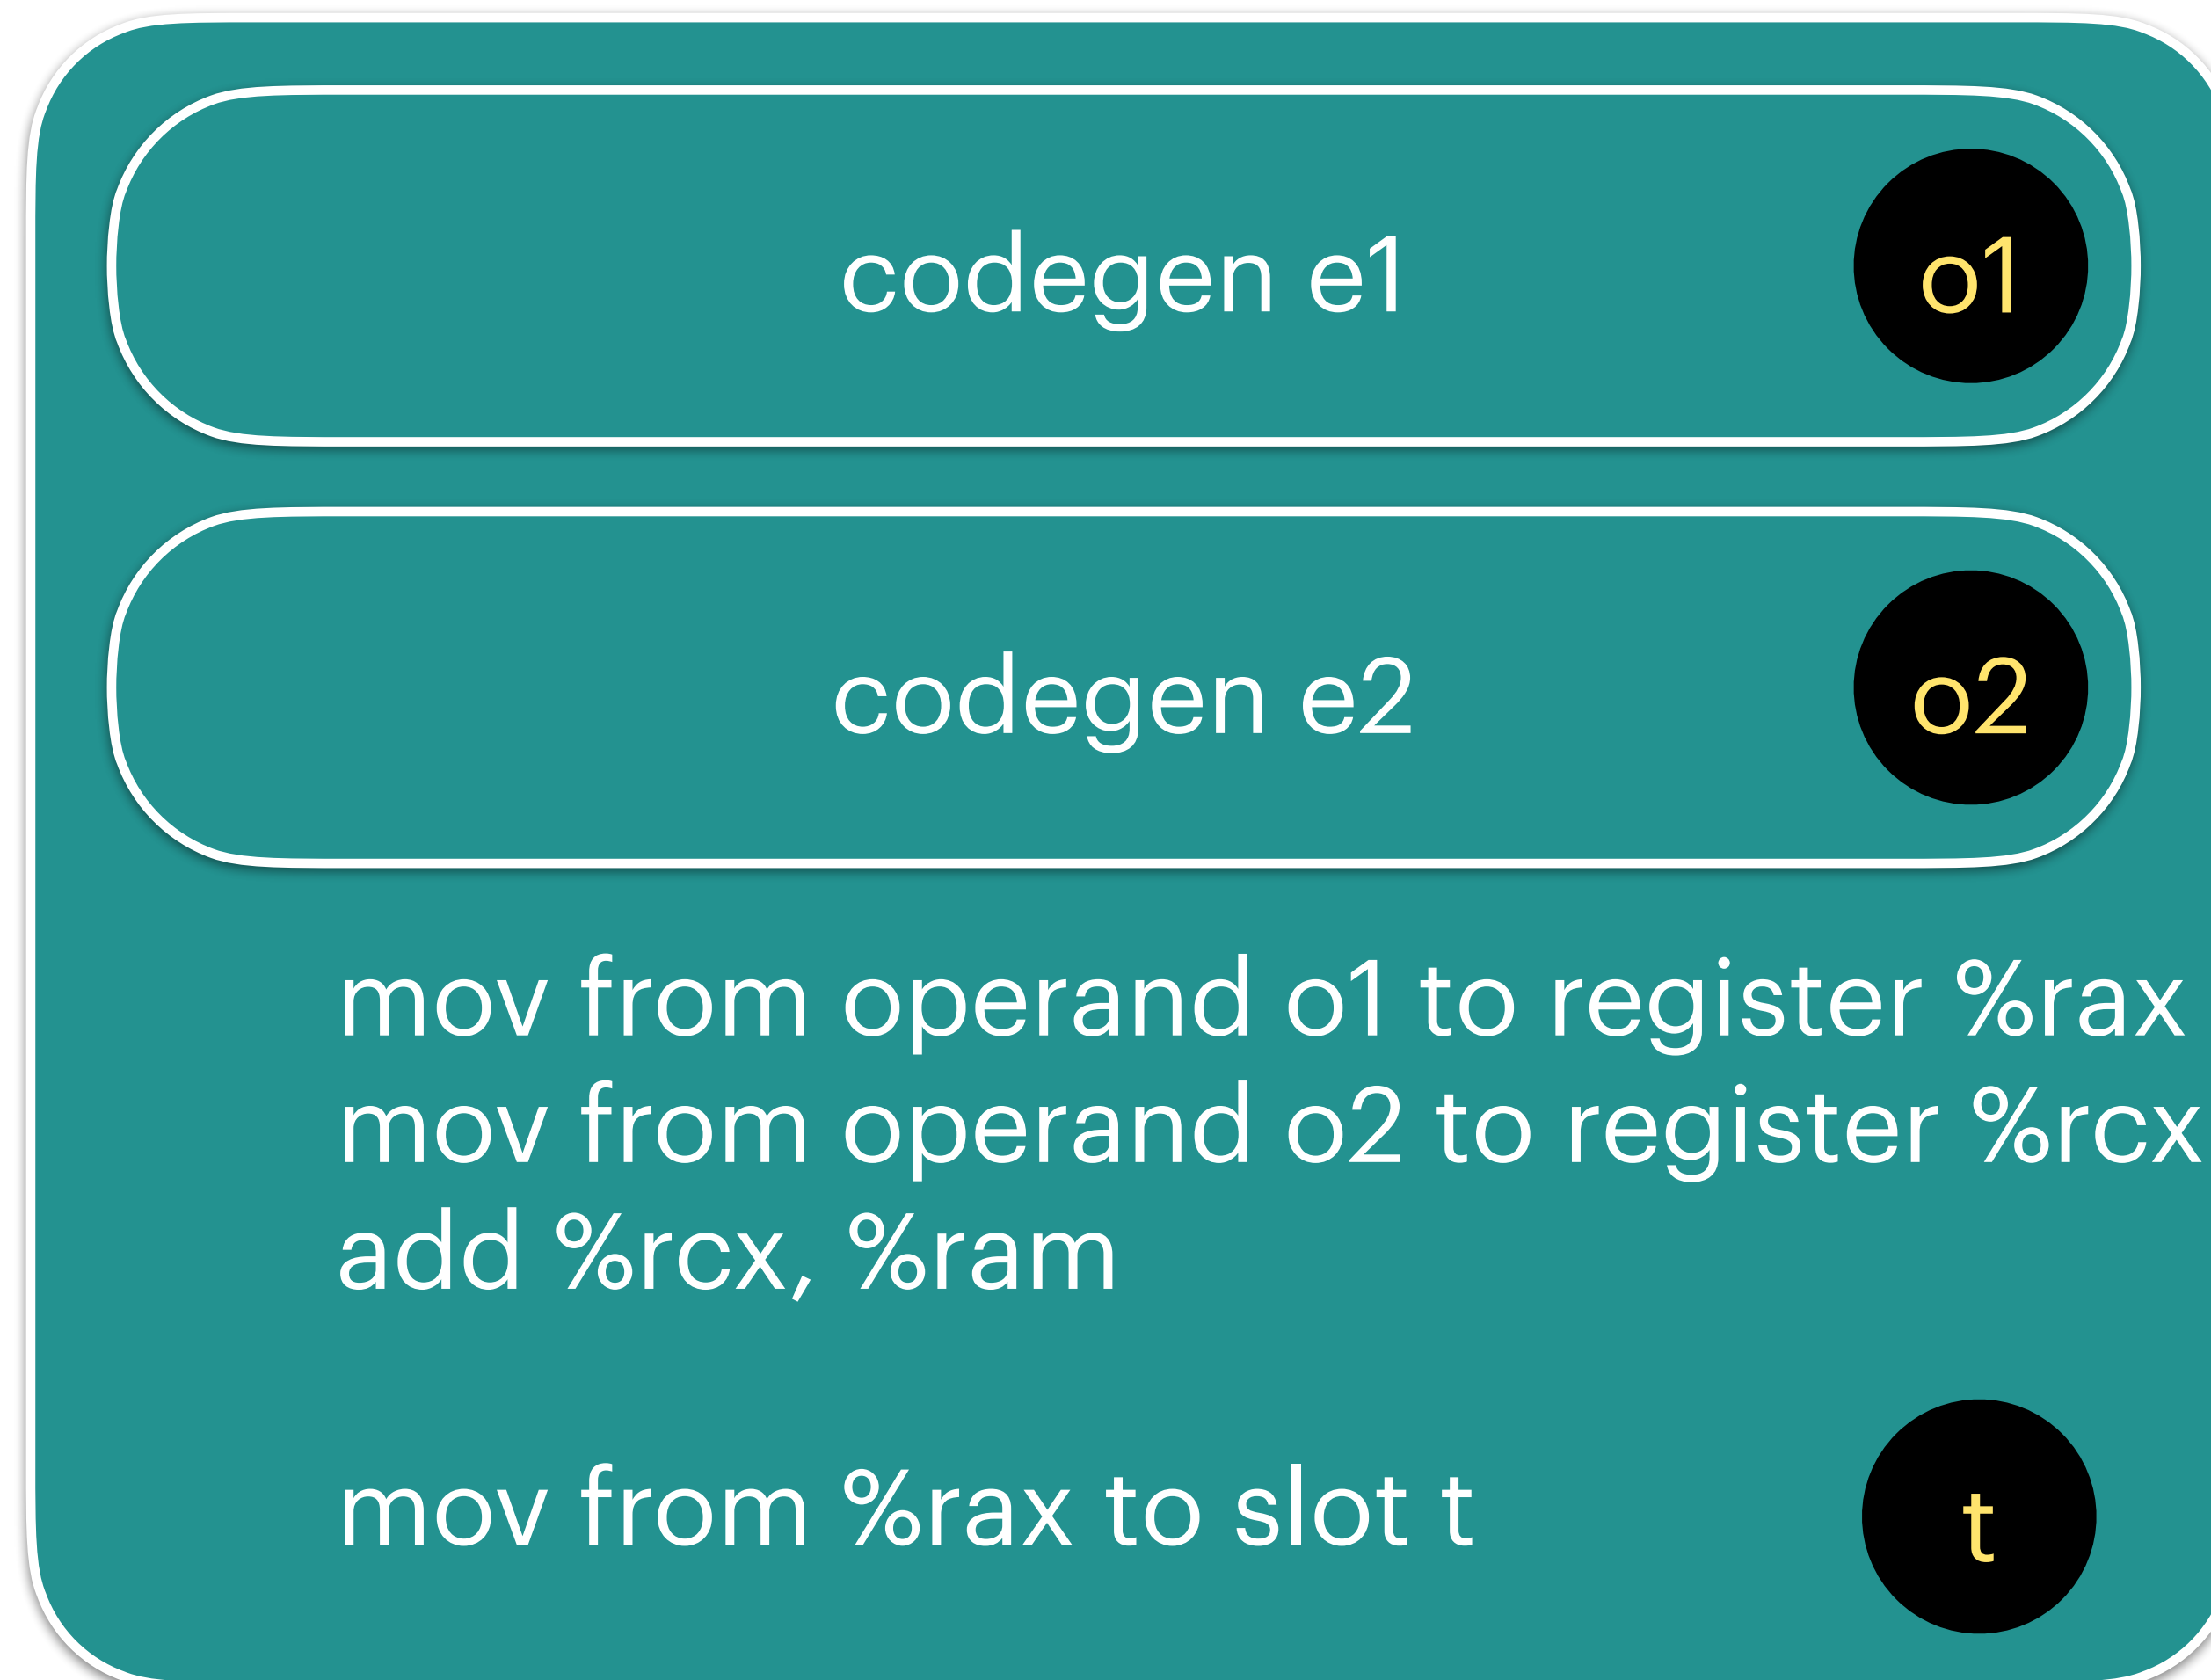 codegen e1 o1
codegen e2 o2
mov from operand o1 to register %rax
mov from operand o2 to register %rcx
add %rcx, %ram
mov from %rax to slot t t